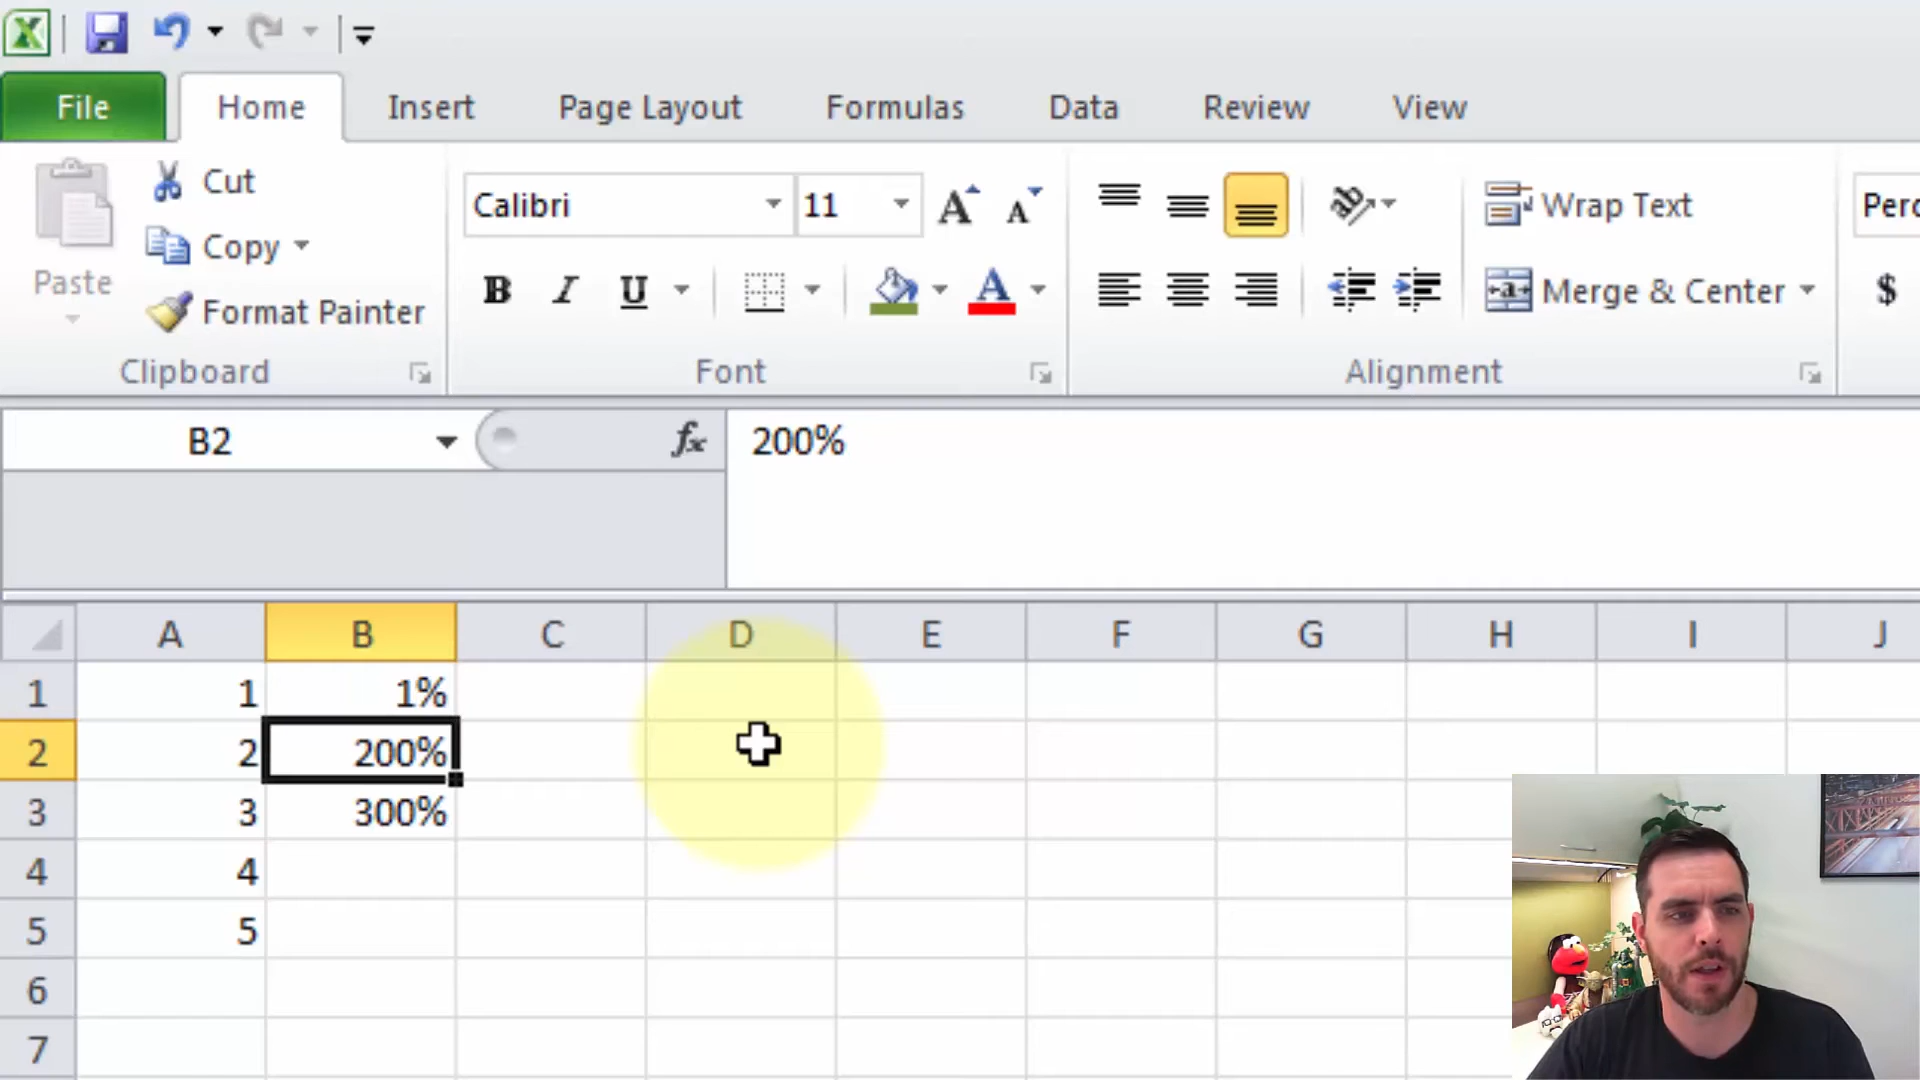 File Home Insert Page Layout Formulas Data Review View
Cut
Copy
Paste
Format Painter
Clipboard
Calibri 11
B I U
Font
Wrap Text
Merge & Center
Alignment
Perc
$
B2 fx 200%
A B C D E F G H I J
1 1 1%
2 2 200%
3 3 300%
4 4
5 5
6
7